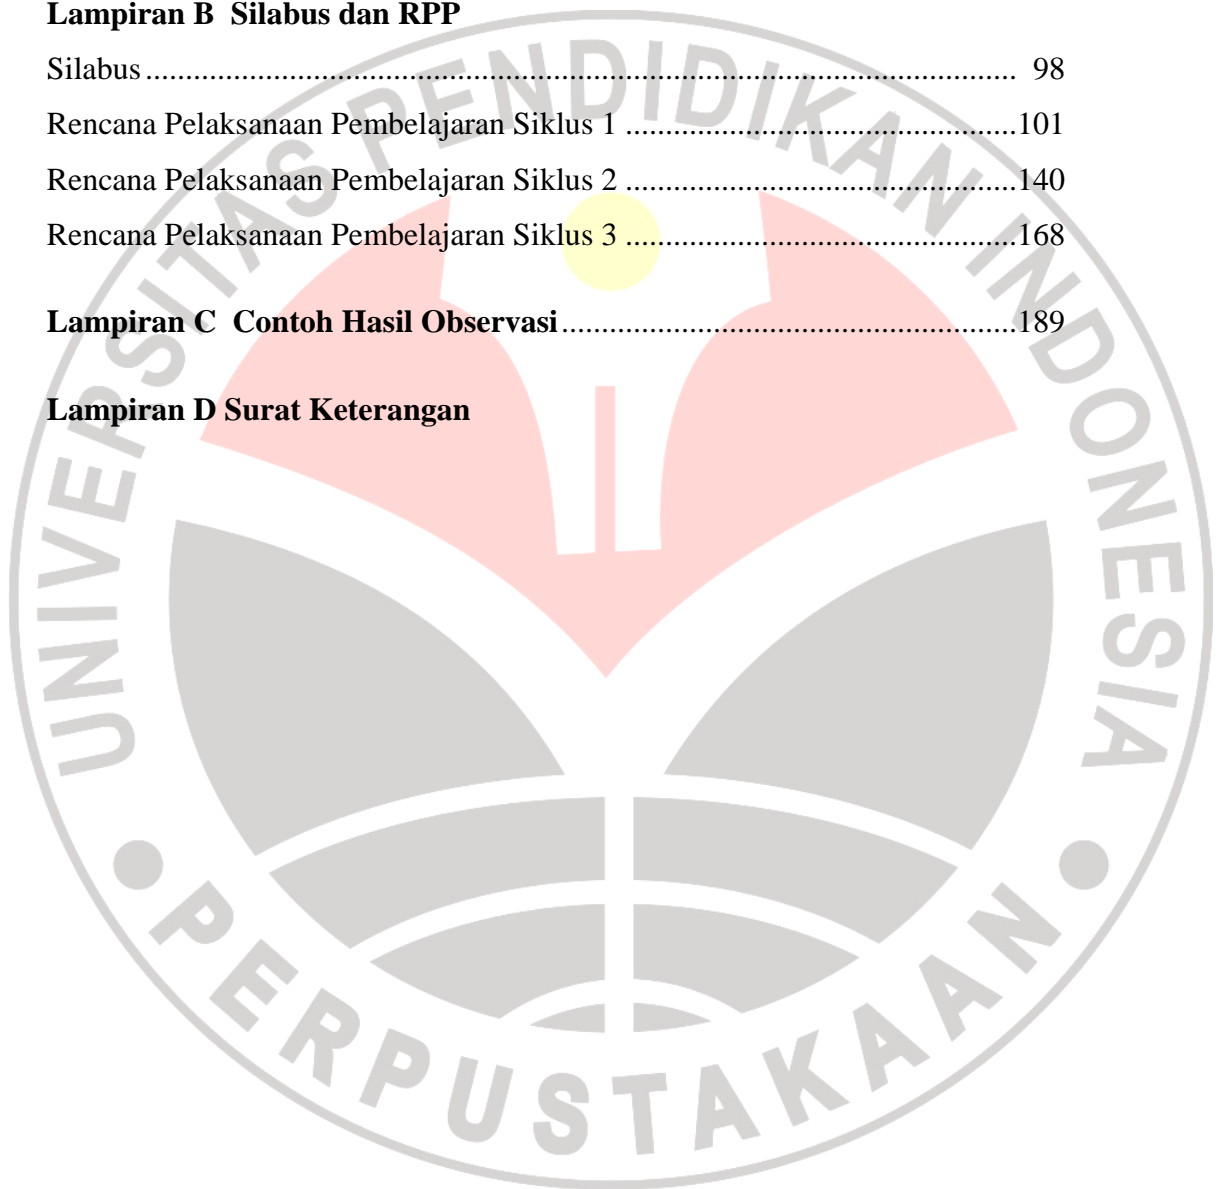 Lampiran B  Silabus dan RPP
Silabus ............................................................................................................. 98
Rencana Pelaksanaan Pembelajaran Siklus 1 .................................................101
Rencana Pelaksanaan Pembelajaran Siklus 2 .................................................140
Rencana Pelaksanaan Pembelajaran Siklus 3 .................................................168
Lampiran C  Contoh Hasil Observasi.........................................................189
Lampiran D Surat Keterangan
UNIVERSITAS PENDIDIKAN INDONESIA
PERPUSTAKAAN